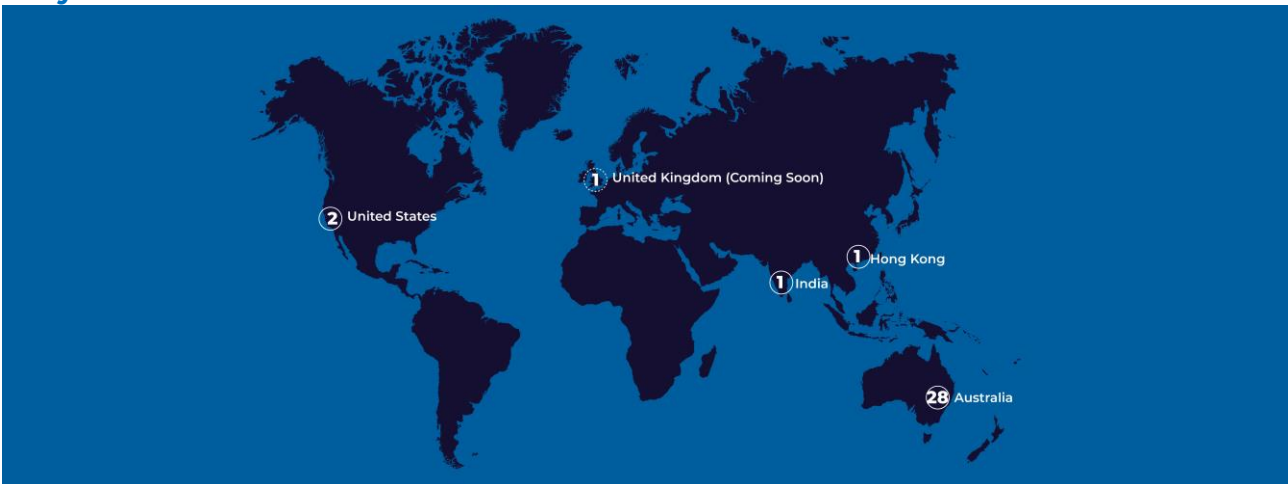 1 United Kingdom (Coming Soon)
2 United States
1 Hong Kong
1 India
28 Australia